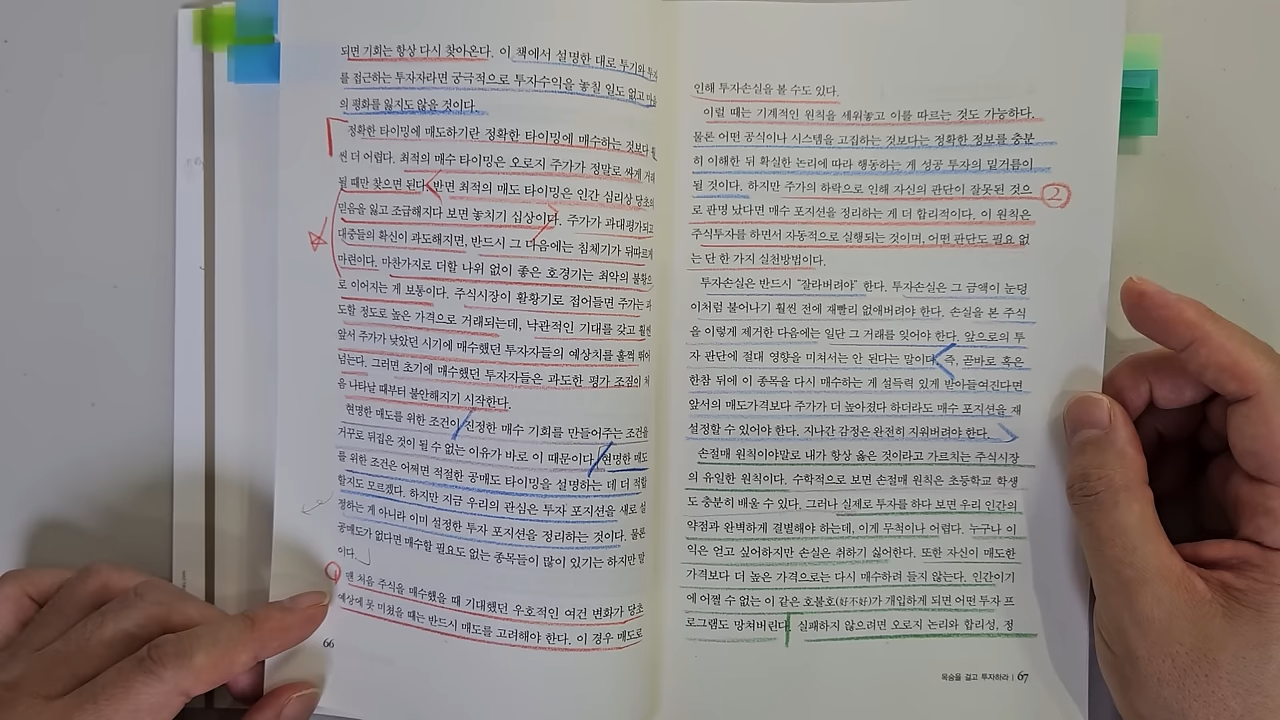 되면 기회는 항상 다시 찾아온다. 이 책에서 설명한 대로 투기와 투자
를 접근하는 투자자라면 궁극적으로 투자수익을 놓칠 일도 없고 마음
의 평화를 잃지도 않을 것이다.
정확한 타이밍에 매도하기란 정확한 타이밍에 매수하는 것보다 훨
씬 더 어렵다. 최적의 매수 타이밍은 오로지 주가가 정말로 싸게 거래
될 때만 찾으면 된다. 반면 최적의 매도 타이밍은 인간 심리상 당초의
믿음을 잃고 조급해지다 보면 놓치기 십상이다. 주가가 과대평가되고
대중들의 확신이 과도해지면, 반드시 그 다음에는 침체기가 뒤따르게
마련이다. 마찬가지로 더할 나위 없이 좋은 호경기는 최악의 불황으
로 이어지는 게 보통이다. 주식시장이 활황기로 접어들면 주가는 과
도할 정도로 높은 가격으로 거래되는데, 낙관적인 기대를 갖고 훨씬
앞서 주가가 낮았던 시기에 매수했던 투자자들의 예상치를 훌쩍 뛰어
넘는다. 그러면 초기에 매수했던 투자자들은 과도한 평가 조짐이 처
음 나타날 때부터 불안해지기 시작한다.
현명한 매도를 위한 조건이 진정한 매수 기회를 만들어주는 조건을
거꾸로 뒤집은 것이 될 수 없는 이유가 바로 이 때문이다. 현명한 매도
를 위한 조건은 어쩌면 적절한 공매도 타이밍을 설명하는 데 더 적합
할지도 모르겠다. 하지만 지금 우리의 관심은 투자 포지션을 새로 설
정하는 게 아니라 이미 설정한 투자 포지션을 정리하는 것이다. 물론
공매도가 없다면 매수할 필요도 없는 종목들이 많이 있기는 하지만 말
이다.
맨 처음 주식을 매수했을 때 기대했던 우호적인 여건 변화가 당초
예상에 못 미쳤을 때는 반드시 매도를 고려해야 한다. 이 경우 매도로
66
인해 투자손실을 볼 수도 있다.
이럴 때는 기계적인 원칙을 세워놓고 이를 따르는 것도 가능하다.
물론 어떤 공식이나 시스템을 고집하는 것보다는 정확한 정보를 충분
히 이해한 뒤 확실한 논리에 따라 행동하는 게 성공 투자의 밑거름이
될 것이다. 하지만 주가의 하락으로 인해 자신의 판단이 잘못된 것으
②
로 판명 났다면 매수 포지션을 정리하는 게 더 합리적이다. 이 원칙은
주식투자를 하면서 자동적으로 실행되는 것이며, 어떤 판단도 필요 없
는 단 한 가지 실천방법이다.
투자손실은 반드시 "잘라버려야" 한다. 투자손실은 그 금액이 눈덩
이처럼 불어나기 훨씬 전에 재빨리 없애버려야 한다. 손실을 본 주식
을 이렇게 제거한 다음에는 일단 그 거래를 잊어야 한다. 앞으로의 투
자 판단에 절대 영향을 미쳐서는 안 된다는 말이다. 즉, 곧바로 혹은
한참 뒤에 이 종목을 다시 매수하는 게 설득력 있게 받아들여진다면
앞서의 매도가격보다 주가가 더 높아졌다 하더라도 매수 포지션을 재
설정할 수 있어야 한다. 지나간 감정은 완전히 지워버려야 한다.
손절매 원칙이야말로 내가 항상 옳은 것이라고 가르치는 주식시장
의 유일한 원칙이다. 수학적으로 보면 손절매 원칙은 초등학교 학생
도 충분히 배울 수 있다. 그러나 실제로 투자를 하다 보면 우리 인간의
약점과 완벽하게 결별해야 하는데, 이게 무척이나 어렵다. 누구나 이
익은 얻고 싶어하지만 손실은 취하기 싫어한다. 또한 자신이 매도한
가격보다 더 높은 가격으로는 다시 매수하려 들지 않는다. 인간이기
에 어쩔 수 없는 이 같은 호불호(好不好)가 개입하게 되면 어떤 투자 프
로그램도 망쳐버린다. 실패하지 않으려면 오로지 논리와 합리성, 정
목숨을 걸고 투자하라 | 67